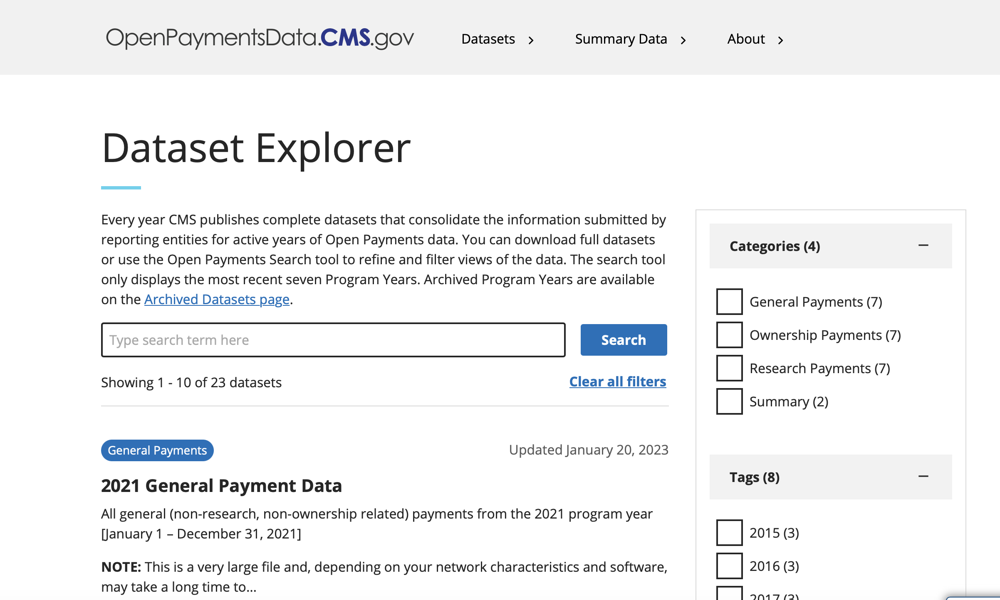 OpenPaymentsData.CMS.gov
Datasets
Summary Data
About
Dataset Explorer
Every year CMS publishes complete datasets that consolidate the information submitted by
reporting entities for active years of Open Payments data. You can download full datasets
or use the Open Payments Search tool to refine and filter views of the data. The search tool
only displays the most recent seven Program Years. Archived Program Years are available
on the Archived Datasets page.
Type search term here
Search
Showing 1 - 10 of 23 datasets
Clear all filters
General Payments
Updated January 20, 2023
2021 General Payment Data
All general (non-research, non-ownership related) payments from the 2021 program year
[January 1 – December 31, 2021]
NOTE: This is a very large file and, depending on your network characteristics and software,
may take a long time to...
Categories (4)
General Payments (7)
Ownership Payments (7)
Research Payments (7)
Summary (2)
Tags (8)
2015 (3)
2016 (3)
2017 (3)